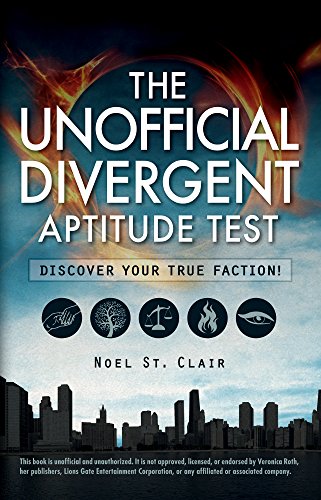 THE
UNOFFICIAL
DIVERGENT
APTITUDE TEST
DISCOVER YOUR TRUE FACTION!
NOEL ST. CLAIR
This book is unofficial and unauthorized. It is not approved, licensed, or endorsed by Veronica Roth,
her publishers, Lions Gate Entertainment Corporation, or any affiliated or associated company.